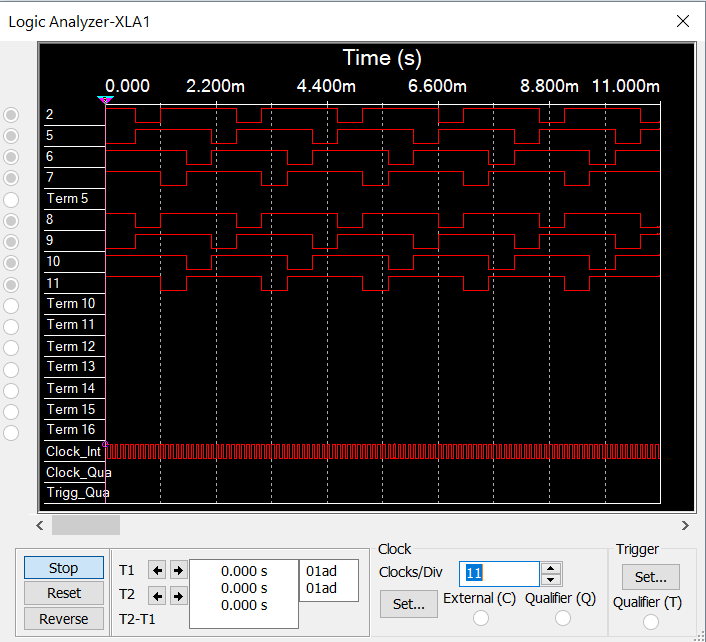 Logic Analyzer-XLA1
Time (s)
0.000 2.200m 4.400m 6.600m 8.800m 11.000m
2
5
6
7
Term 5
8
9
10
11
Term 10
Term 11
Term 12
Term 13
Term 14
Term 15
Term 16
Clock_Int
Clock_Qua
Trigg_Qua
Stop
Reset
Reverse
T1
T2
T2-T1
0.000 s
0.000 s
0.000 s
01ad
01ad
Clock
Clocks/Div 11
Set...
External (C) Qualifier (Q)
Trigger
Set...
Qualifier (T)